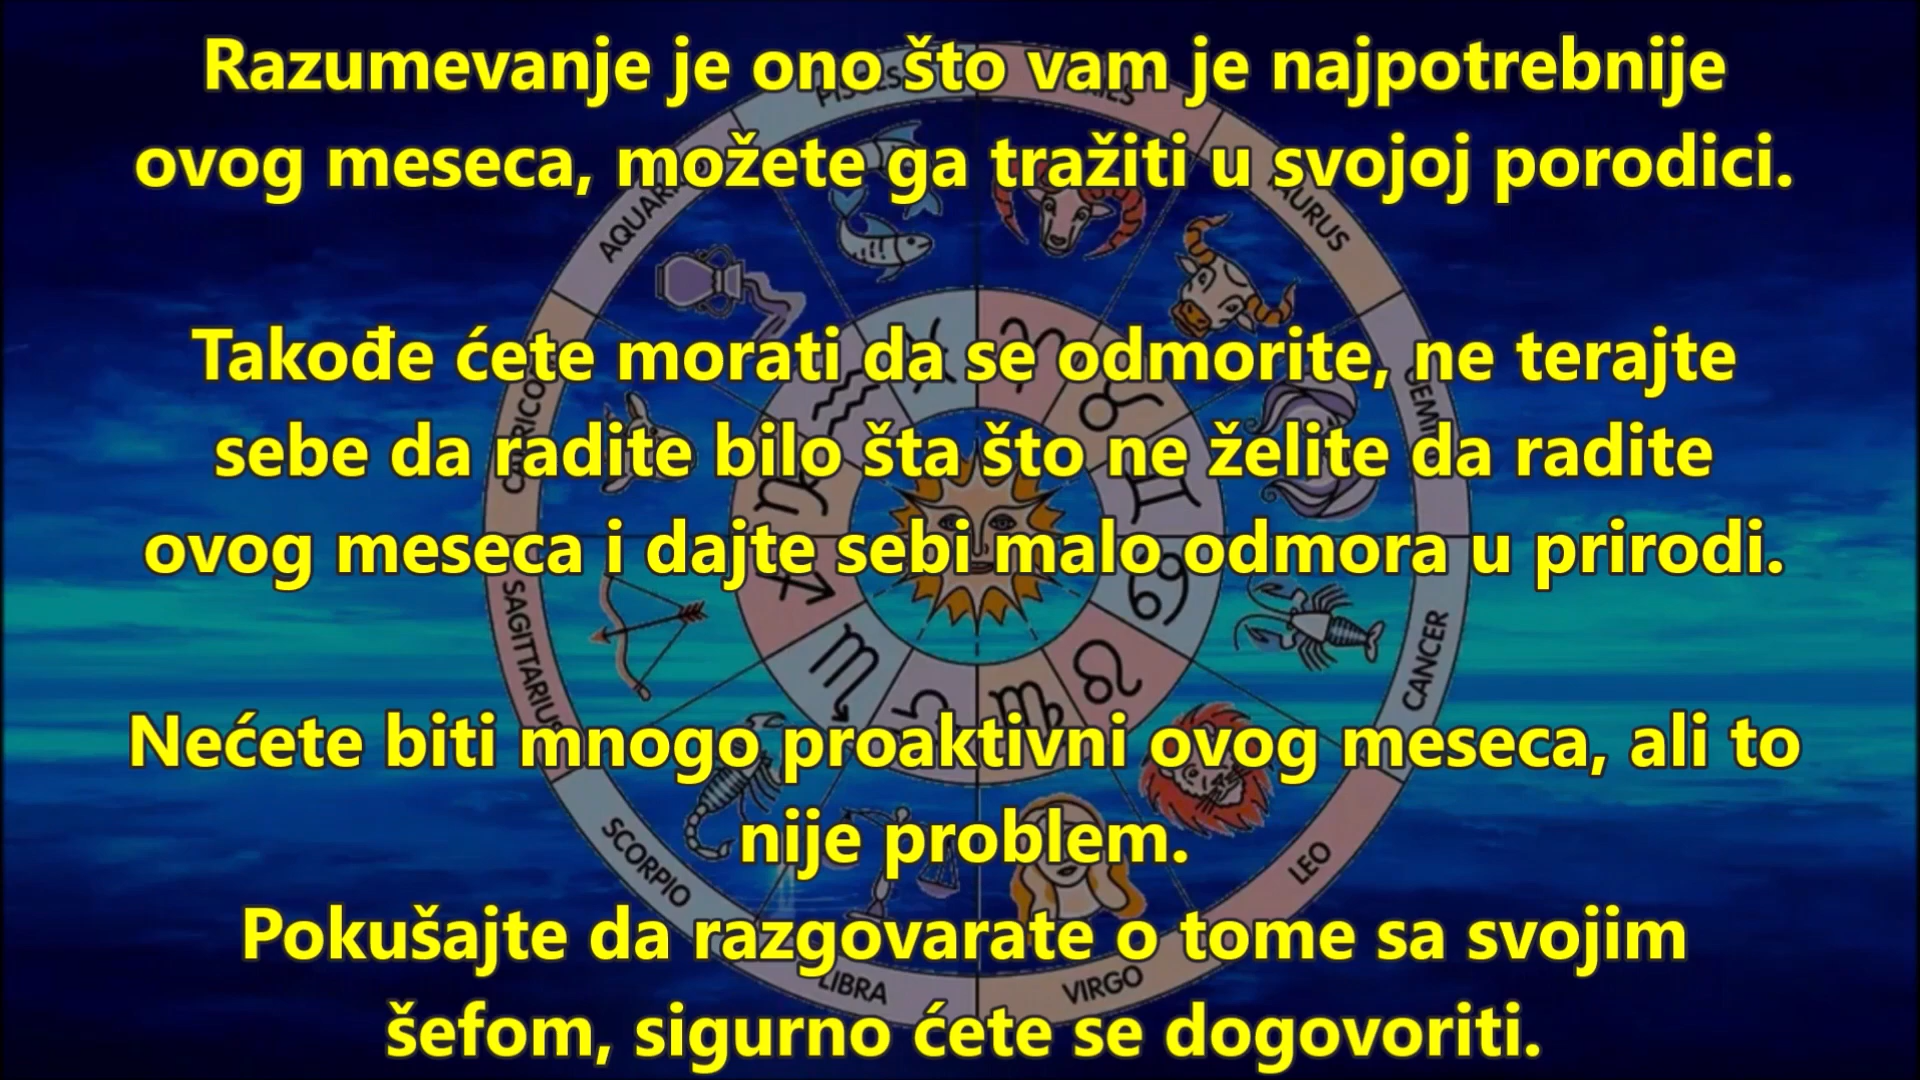 Razumevanje je ono što vam je najpotrebnije
ovog meseca, možete ga tražiti u svojoj porodici.
Takođe ćete morati da se odmorite, ne terajte
sebe da radite bilo šta što ne želite da radite
ovog meseca i dajte sebi malo odmora u prirodi.
Nećete biti mnogo proaktivni ovog meseca, ali to
nije problem.
Pokušajte da razgovarate o tome sa svojim
šefom, sigurno ćete se dogovoriti.
TAURUS
CANCER
LEO
VIRGO
LIBRA
SCORPIO
SAGITTARIUS